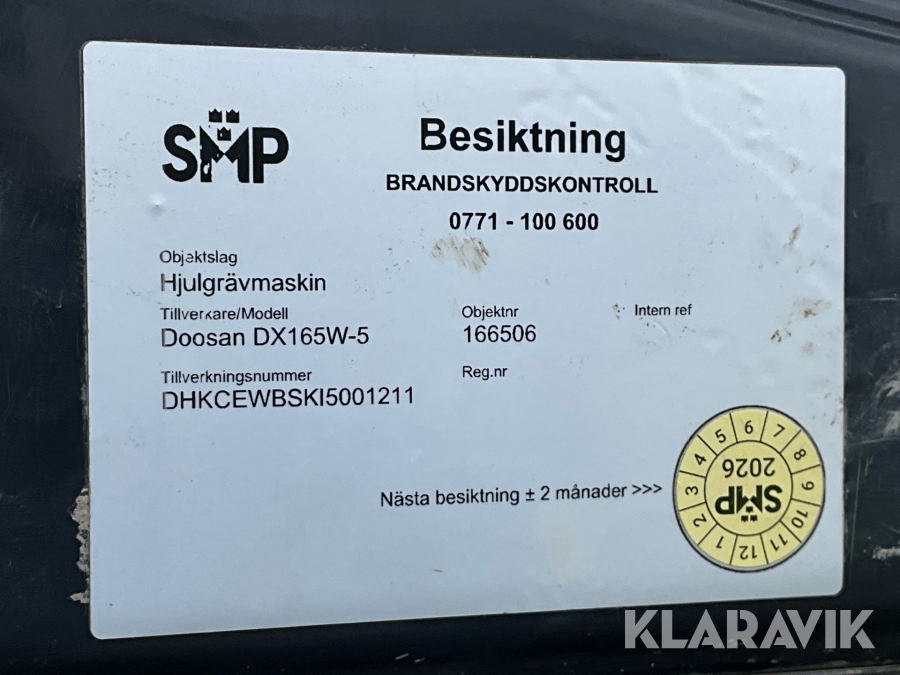 SMP
Besiktning
BRANDSKYDDSKONTROLL
0771 - 100 600
Objektslag
Hjulgrävmaskin
Tillverkare/Modell
Doosan DX165W-5
Objektnr
166506
Intern ref
Tillverkningsnummer
DHKCEWBSKI5001211
Reg.nr
Nästa besiktning ± 2 månader >>>
1 2 3 4 5 6 7 8 9 10 11 12
2026
SMP
KLARAVIK